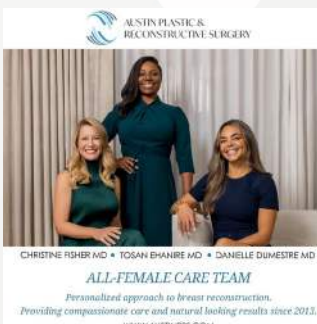 AUSTIN PLASTIC &
RECONSTRUCTIVE SURGERY
CHRISTINE FISHER MD • TOSAN EHANIRE MD • DANIELLE DUMESTRE MD
ALL-FEMALE CARE TEAM
Personalized approach to breast reconstruction.
Providing compassionate care and natural looking results since 2013.